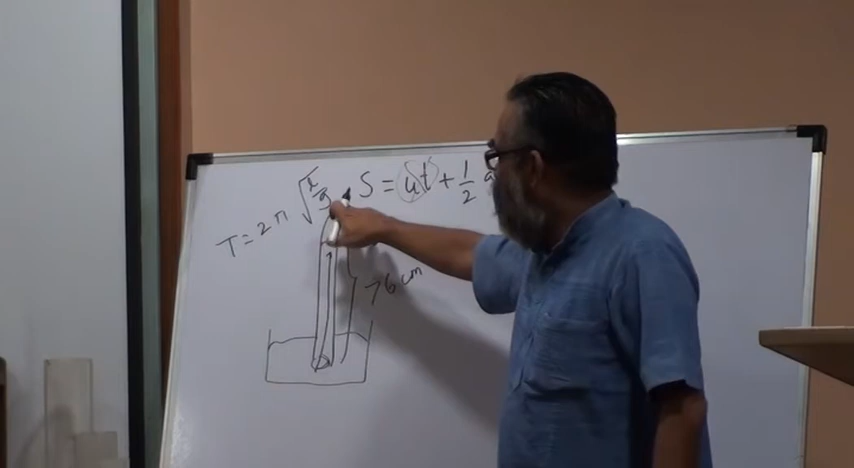 T = 2π √l/g
S = ut + 1/2 a
76 cm